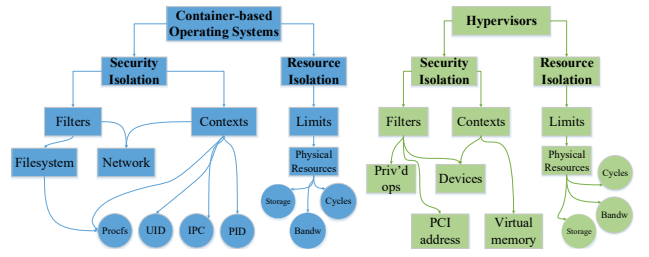 Container-based
Operating Systems
Security
Isolation
Resource
Isolation
Filters
Contexts
Limits
Filesystem
Network
Physical
Resources
Storage
Cycles
Bandw
Procfs
UID
IPC
PID
Hypervisors
Security
Isolation
Resource
Isolation
Filters
Contexts
Limits
Priv'd
ops
Devices
Physical
Resources
Cycles
Bandw
Storage
PCI
address
Virtual
memory